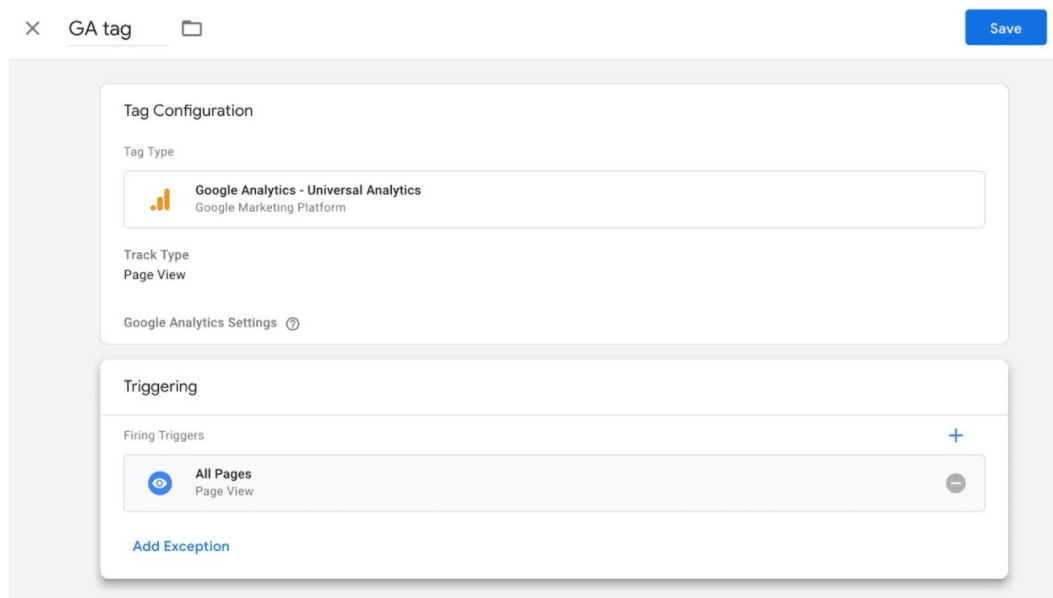 GA tag
Save
Tag Configuration
Tag Type
Google Analytics - Universal Analytics
Google Marketing Platform
Track Type
Page View
Google Analytics Settings
Triggering
Firing Triggers
All Pages
Page View
Add Exception